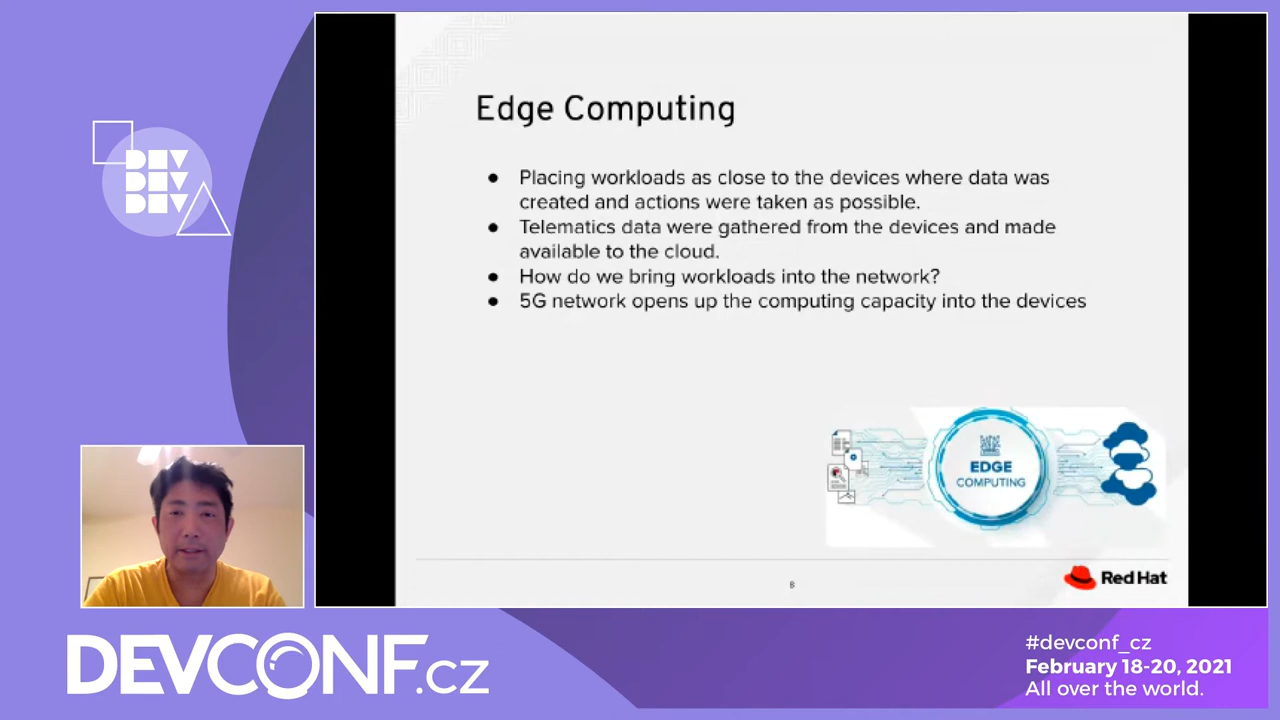 DEV
DEV
DEV
Edge Computing
● Placing workloads as close to the devices where data was
created and actions were taken as possible.
● Telematics data were gathered from the devices and made
available to the cloud.
● How do we bring workloads into the network?
● 5G network opens up the computing capacity into the devices
EDGE
COMPUTING
8
Red Hat
DEVCONF.CZ
#devconf_cz
February 18-20, 2021
All over the world.